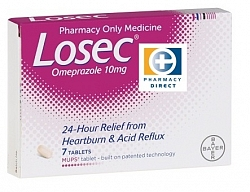 Pharmacy Only Medicine
Losec®
Omeprazole 10mg
PHARMACY
DIRECT
24-Hour Relief from
Heartburn & Acid Reflux
7 TABLETS
MUPS® tablet - built on patented technology
BAYER